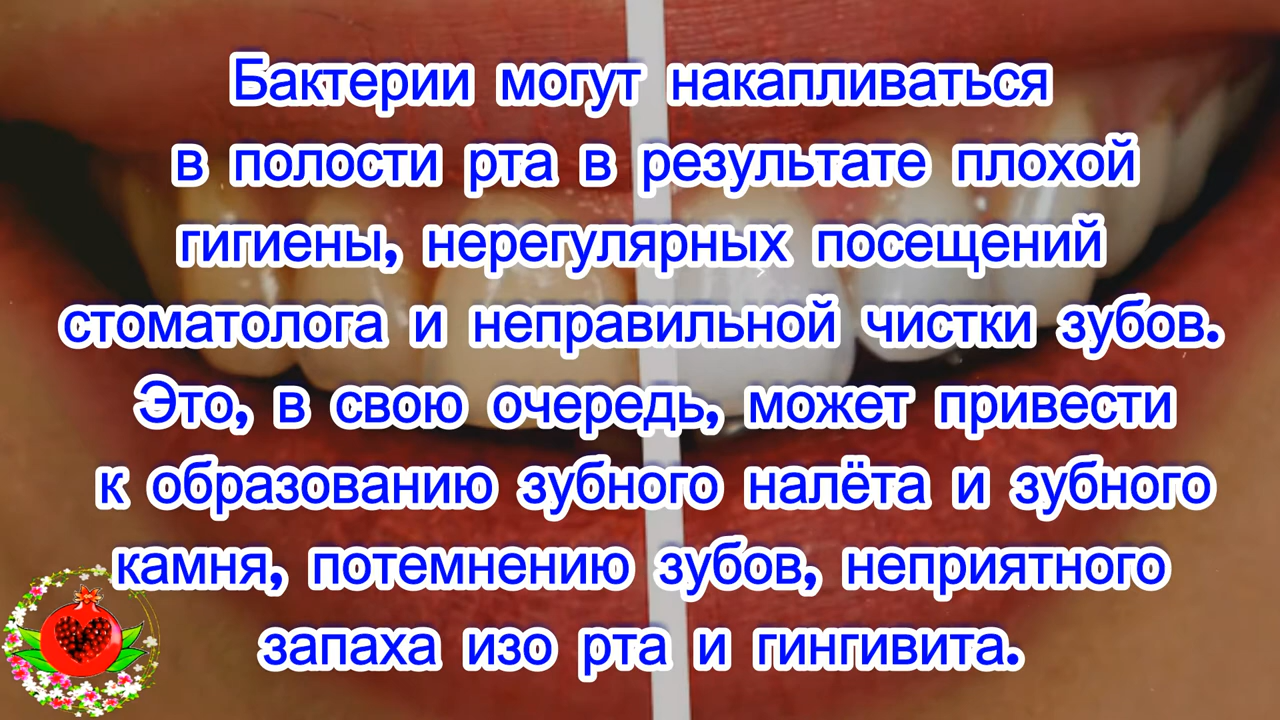 Бактерии могут накапливаться
в полости рта в результате плохой
гигиены, нерегулярных посещений
стоматолога и неправильной чистки зубов.
Это, в свою очередь, может привести
к образованию зубного налёта и зубного
камня, потемнению зубов, неприятного
запаха изо рта и гингивита.